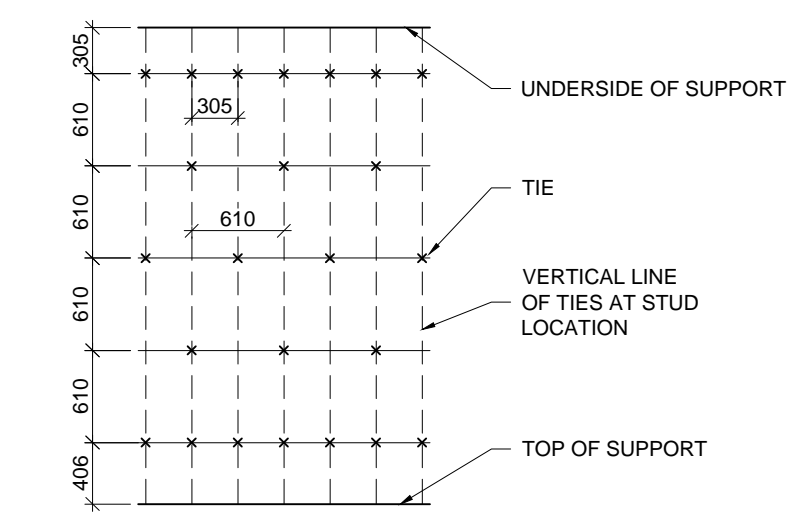 305
UNDERSIDE OF SUPPORT
305
610
TIE
610
610
VERTICAL LINE
OF TIES AT STUD
LOCATION
610
610
TOP OF SUPPORT
406